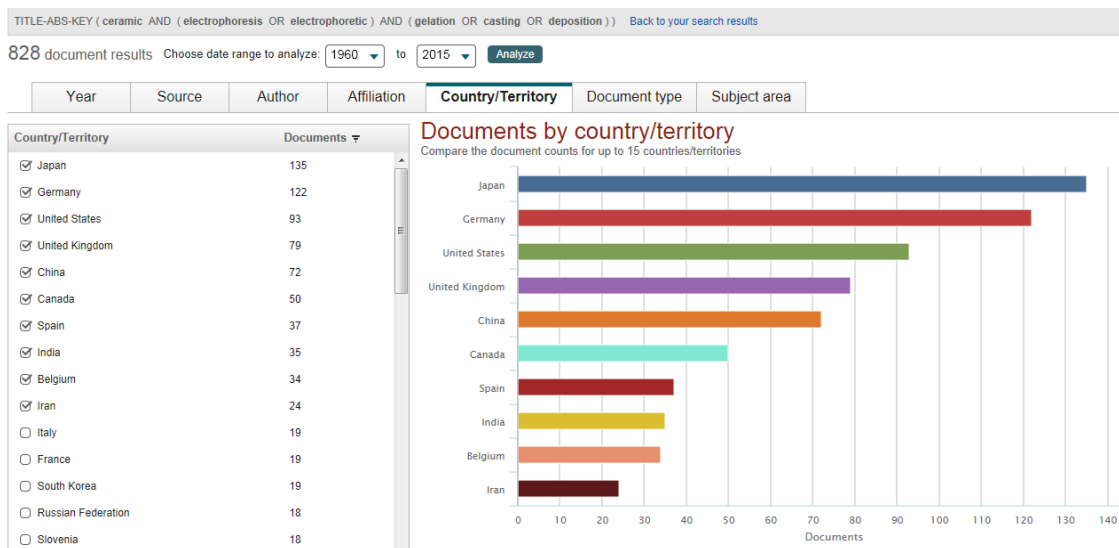 TITLE-ABS-KEY ( ceramic AND ( electrophoresis OR electrophoretic ) AND ( gelation OR casting OR deposition ) ) Back to your search results
828 document results Choose date range to analyze: 1960 to 2015 Analyze
Year Source Author Affiliation Country/Territory Document type Subject area
Country/Territory Documents
Japan 135
Germany 122
United States 93
United Kingdom 79
China 72
Canada 50
Spain 37
India 35
Belgium 34
Iran 24
Italy 19
France 19
South Korea 19
Russian Federation 18
Slovenia 18
Documents by country/territory
Compare the document counts for up to 15 countries/territories
Japan
Germany
United States
United Kingdom
China
Canada
Spain
India
Belgium
Iran
0 10 20 30 40 50 60 70 80 90 100 110 120 130 140
Documents